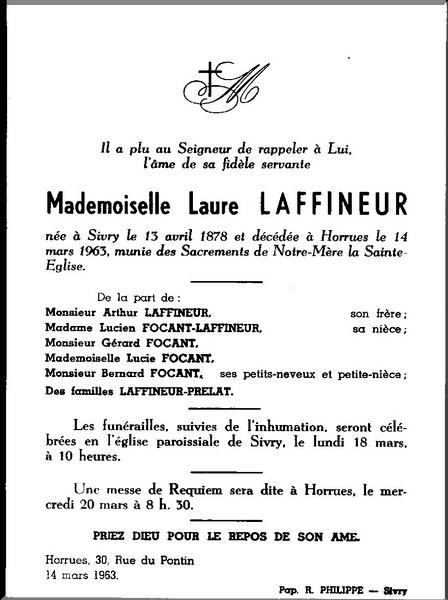 M
Il a plu au Seigneur de rappeler à Lui,
l'âme de sa fidèle servante
Mademoiselle Laure LAFFINEUR
née à Sivry le 13 avril 1878 et décédée à Horrues le 14
mars 1963, munie des Sacrements de Notre-Mère la Sainte-
Eglise.
De la part de :
Monsieur Arthur LAFFINEUR, son frère ;
Madame Lucien FOCANT-LAFFINEUR, sa nièce ;
Monsieur Gérard FOCANT,
Mademoiselle Lucie FOCANT,
Monsieur Bernard FOCANT, ses petits-neveux et petite-nièce ;
Des familles LAFFINEUR-PRELAT.
Les funérailles, suivies de l'inhumation, seront célé-
brées en l'église paroissiale de Sivry, le lundi 18 mars,
à 10 heures.
Une messe de Requiem sera dite à Horrues, le mer-
credi 20 mars à 8 h. 30.
PRIEZ DIEU POUR LE REPOS DE SON AME.
Horrues, 30, Rue du Pontin
14 mars 1963.
Pap. R. PHILIPPE — Sivry